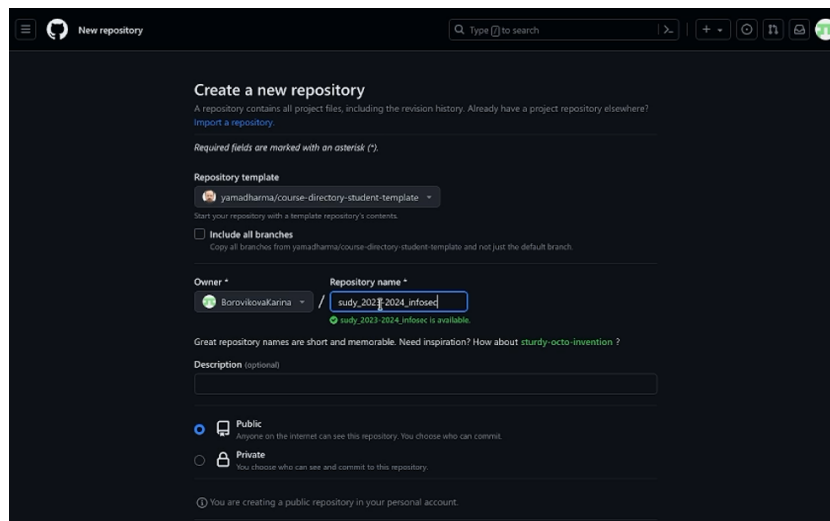 New repository
Type / to search
Create a new repository
A repository contains all project files, including the revision history. Already have a project repository elsewhere?
Import a repository.
Required fields are marked with an asterisk (*).
Repository template
yamadharma/course-directory-student-template
Start your repository with a template repository's contents.
Include all branches
Copy all branches from yamadharma/course-directory-student-template and not just the default branch.
Owner * Repository name *
BorovikovaKarina / sudy_2023-2024_infosec
sudy_2023-2024_infosec is available.
Great repository names are short and memorable. Need inspiration? How about sturdy-octo-invention ?
Description (optional)
Public
Anyone on the internet can see this repository. You choose who can commit.
Private
You choose who can see and commit to this repository.
You are creating a public repository in your personal account.